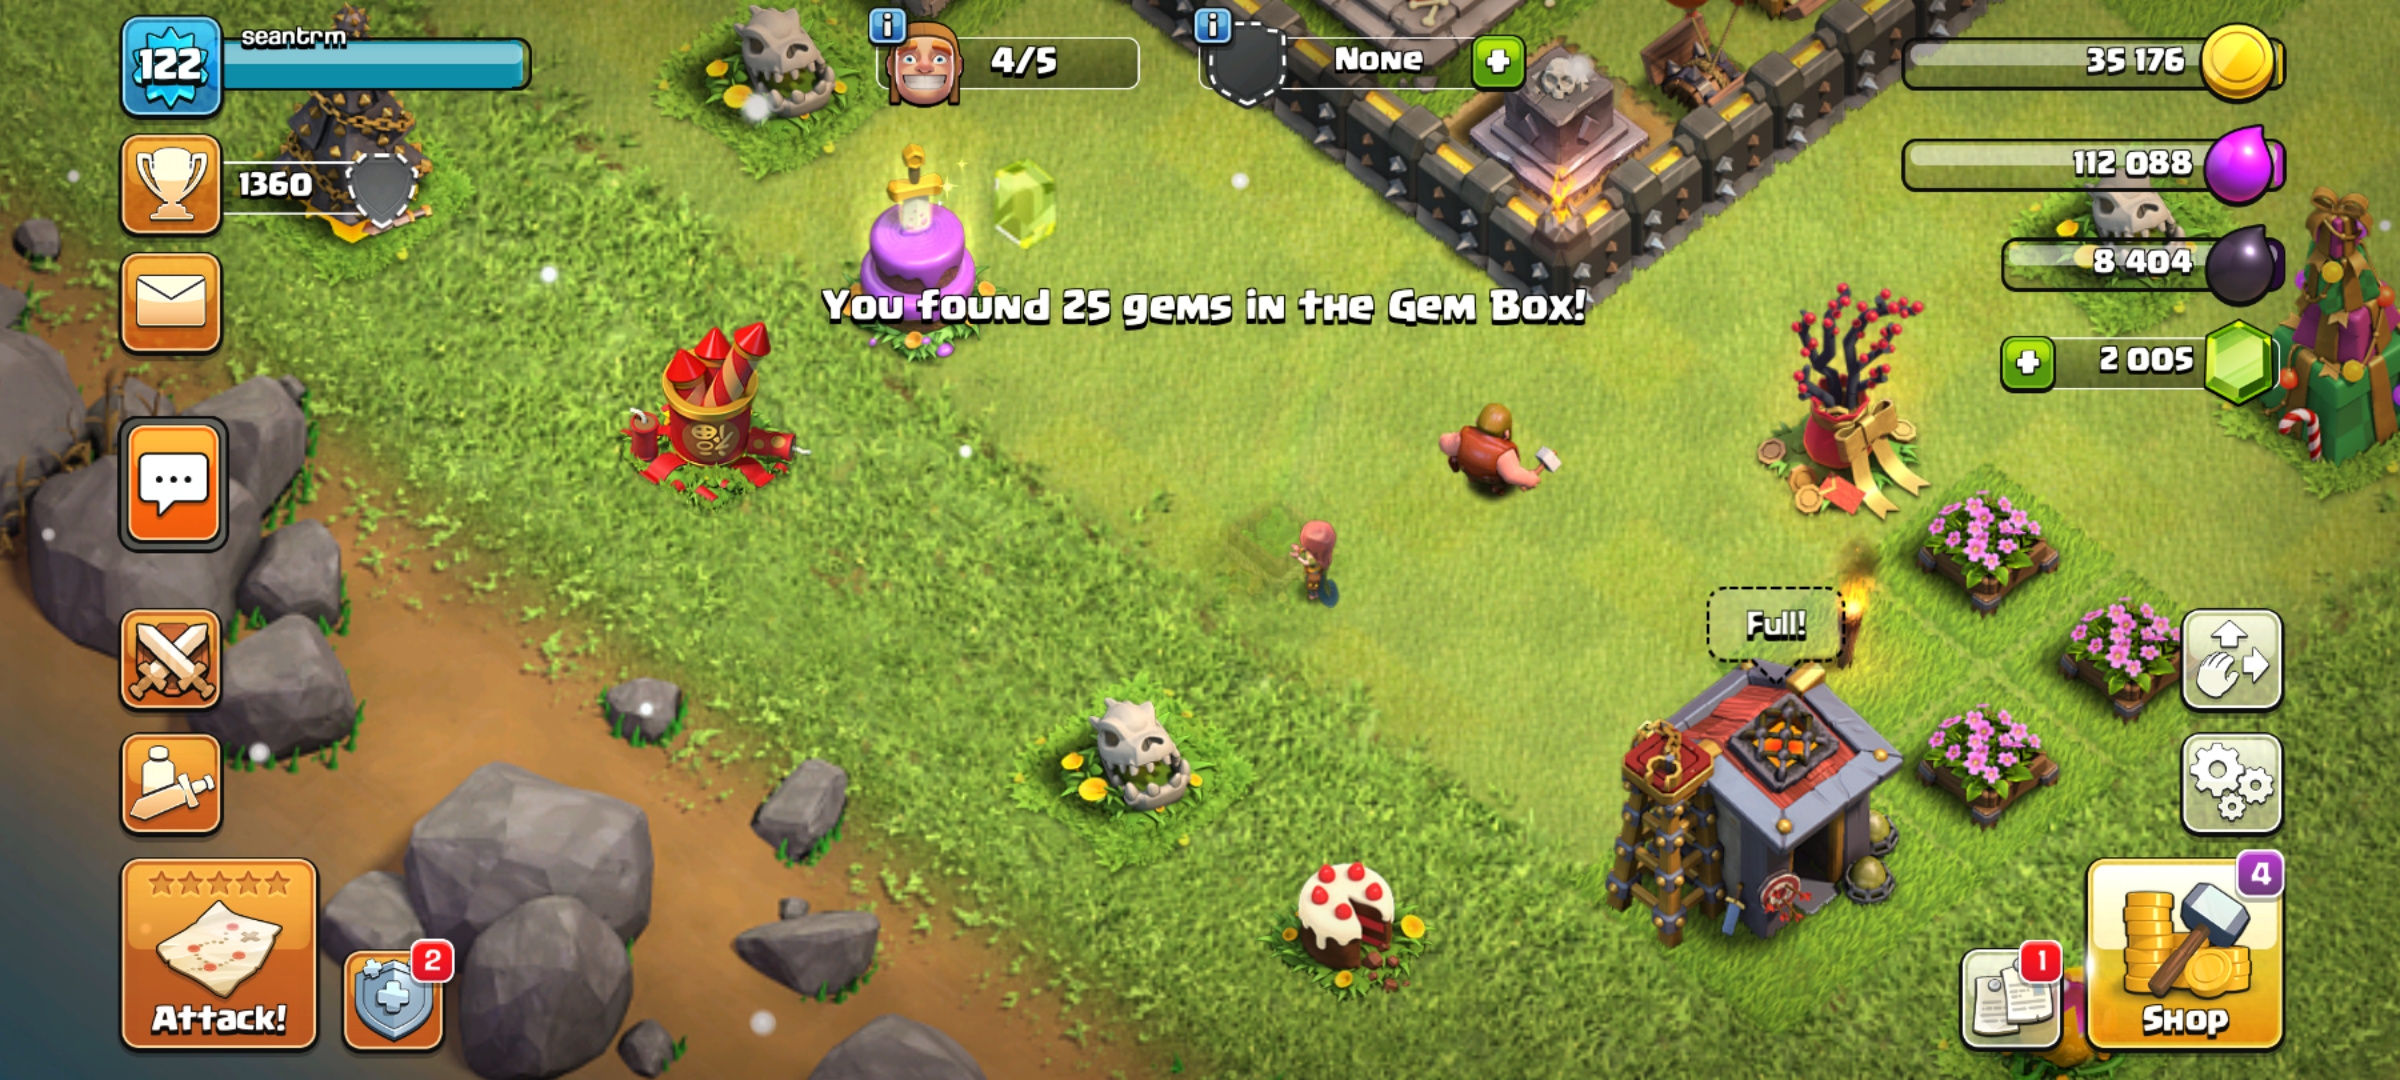 seantrm
122
4/5
None
35 176
1360
112 088
8 404
2 005
You found 25 gems in the Gem Box!
Full!
4
2
Attack!
1
Shop